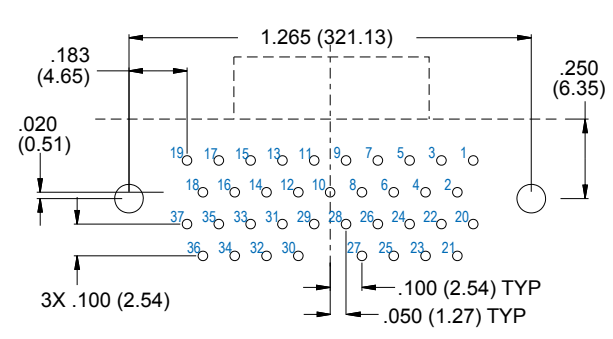 1.265 (321.13)
.183
(4.65)
.250
(6.35)
.020
(0.51)
19 17 15 13 11 9 7 5 3 1
18 16 14 12 10 8 6 4 2
37 35 33 31 29 28 26 24 22 20
36 34 32 30 27 25 23 21
3X .100 (2.54)
.100 (2.54) TYP
.050 (1.27) TYP